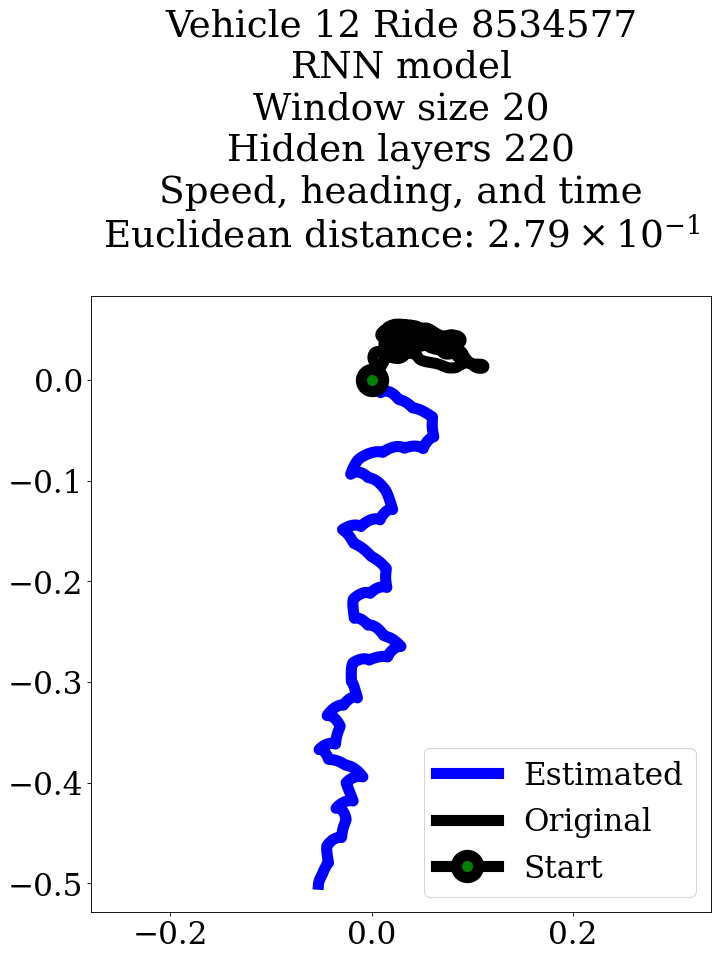 Vehicle 12 Ride 8534577
RNN model
Window size 20
Hidden layers 220
Speed, heading, and time
Euclidean distance: 2.79 × 10⁻¹
0.0
−0.1
−0.2
−0.3
−0.4
−0.5
Estimated
Original
Start
−0.2
0.0
0.2